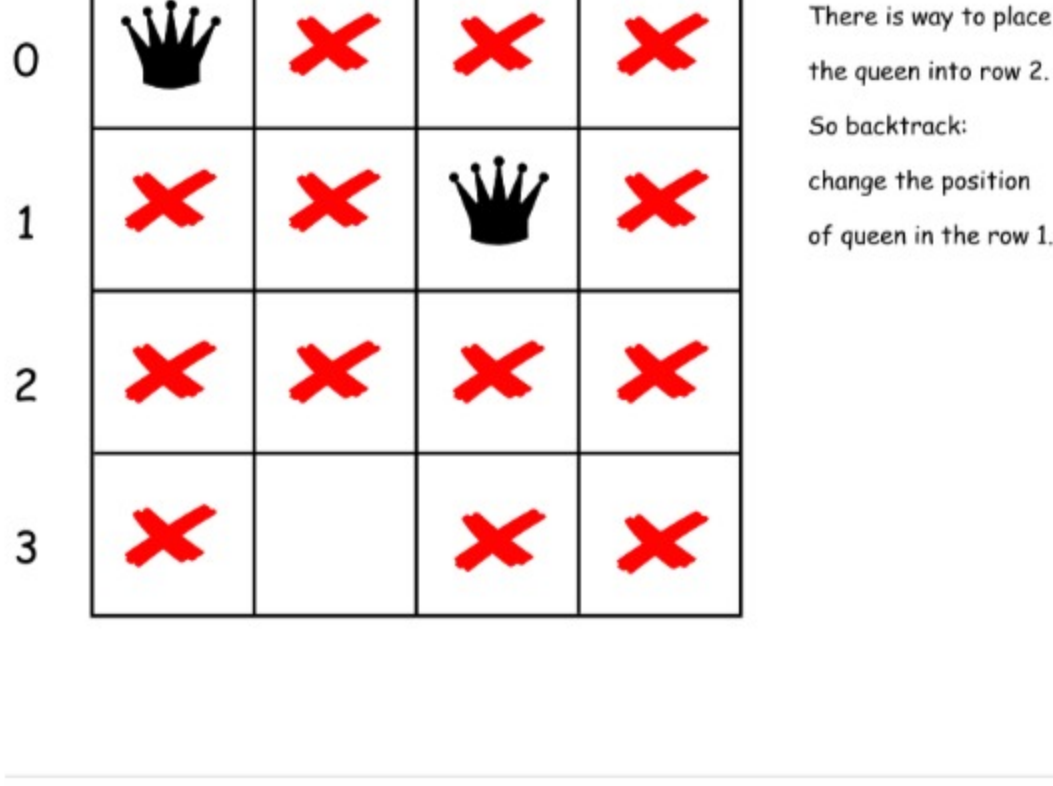 0
There is way to place
the queen into row 2.
So backtrack:
change the position
of queen in the row 1.
1
2
3